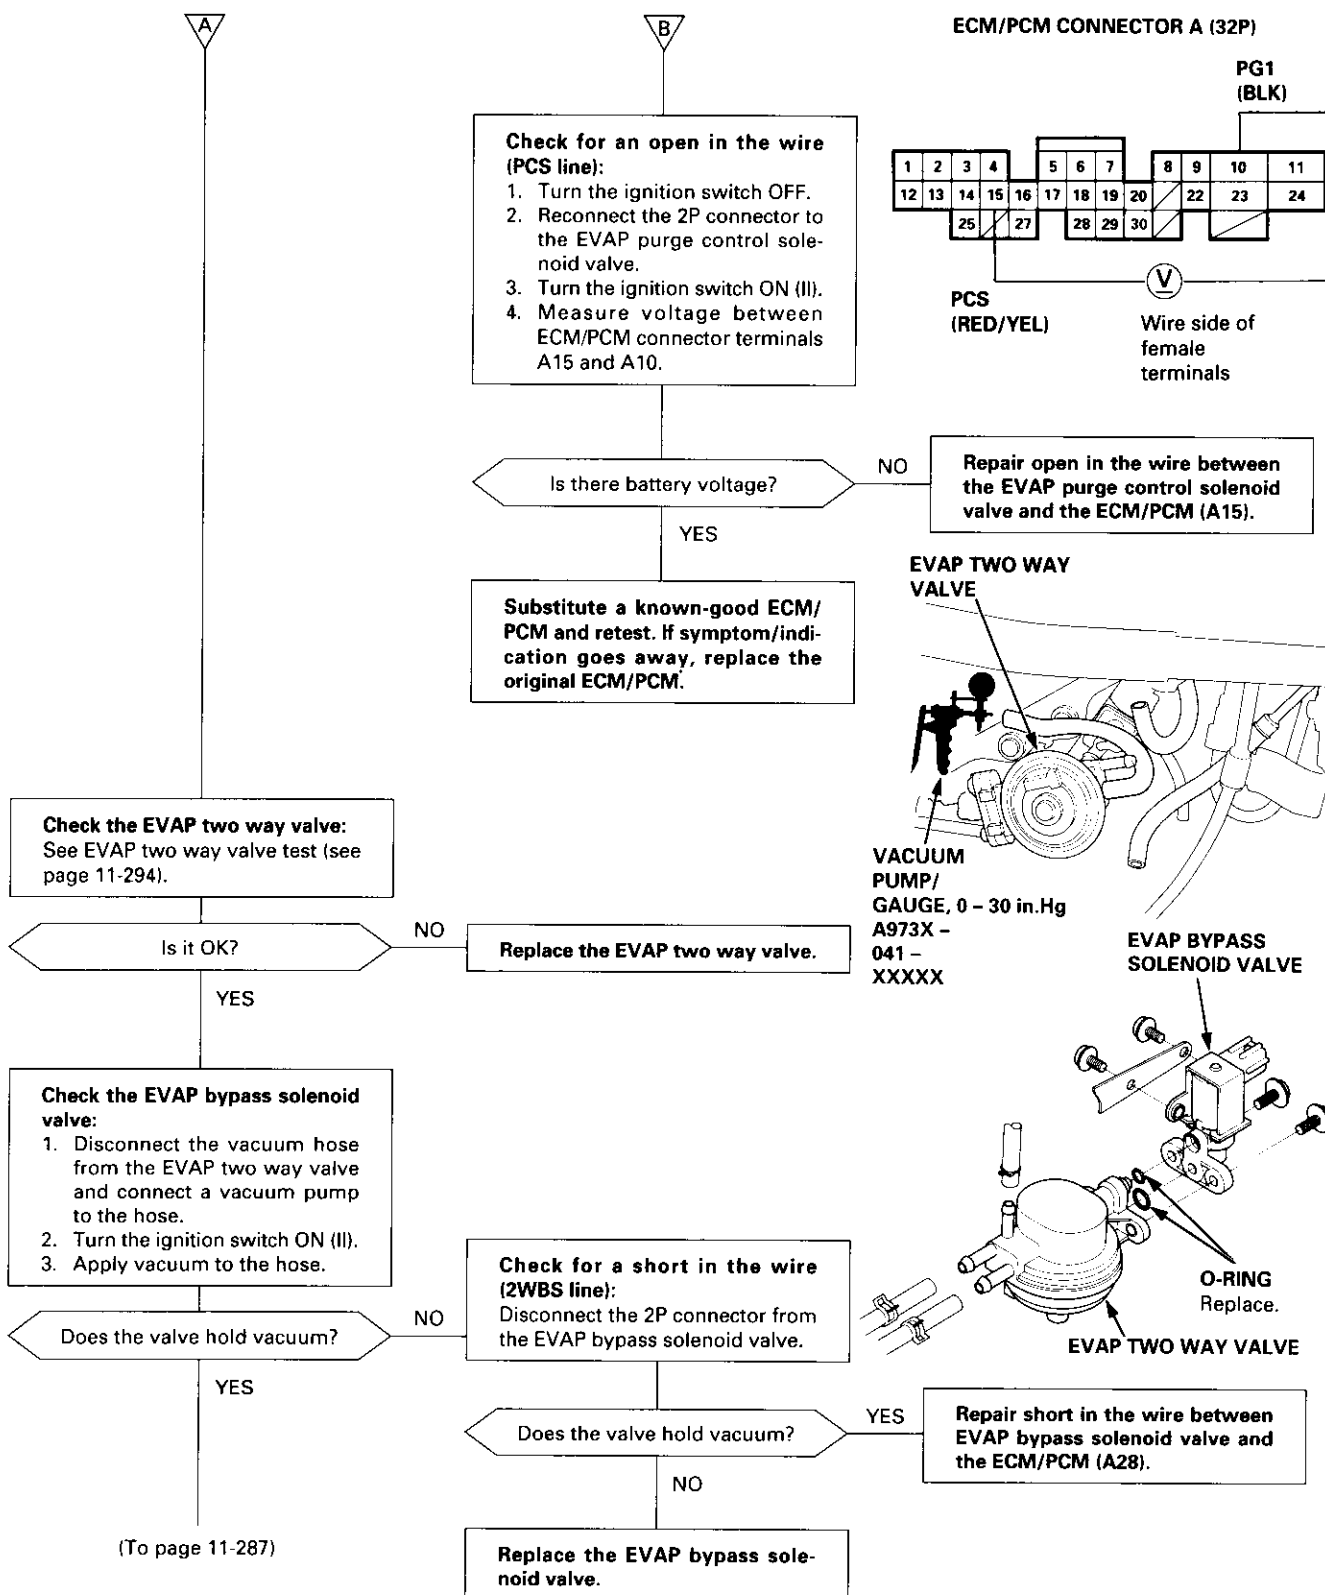 A
B
ECM/PCM CONNECTOR A (32P)
PG1
(BLK)
1 2 3 4 5 6 7 8 9 10 11
12 13 14 15 16 17 18 19 20 22 23 24
25 27 28 29 30
PCS
(RED/YEL)
V
Wire side of
female
terminals
Check for an open in the wire
(PCS line):
1. Turn the ignition switch OFF.
2. Reconnect the 2P connector to
the EVAP purge control sole-
noid valve.
3. Turn the ignition switch ON (II).
4. Measure voltage between
ECM/PCM connector terminals
A15 and A10.
Is there battery voltage?
NO
Repair open in the wire between
the EVAP purge control solenoid
valve and the ECM/PCM (A15).
YES
Substitute a known-good ECM/
PCM and retest. If symptom/indi-
cation goes away, replace the
original ECM/PCM.
EVAP TWO WAY
VALVE
VACUUM
PUMP/
GAUGE, 0 – 30 in.Hg
A973X –
041 –
XXXXX
Check the EVAP two way valve:
See EVAP two way valve test (see
page 11-294).
Is it OK?
NO
Replace the EVAP two way valve.
YES
EVAP BYPASS
SOLENOID VALVE
O-RING
Replace.
EVAP TWO WAY VALVE
Check the EVAP bypass solenoid
valve:
1. Disconnect the vacuum hose
from the EVAP two way valve
and connect a vacuum pump
to the hose.
2. Turn the ignition switch ON (II).
3. Apply vacuum to the hose.
Does the valve hold vacuum?
NO
Check for a short in the wire
(2WBS line):
Disconnect the 2P connector from
the EVAP bypass solenoid valve.
YES
Does the valve hold vacuum?
YES
Repair short in the wire between
EVAP bypass solenoid valve and
the ECM/PCM (A28).
NO
(To page 11-287)
Replace the EVAP bypass sole-
noid valve.